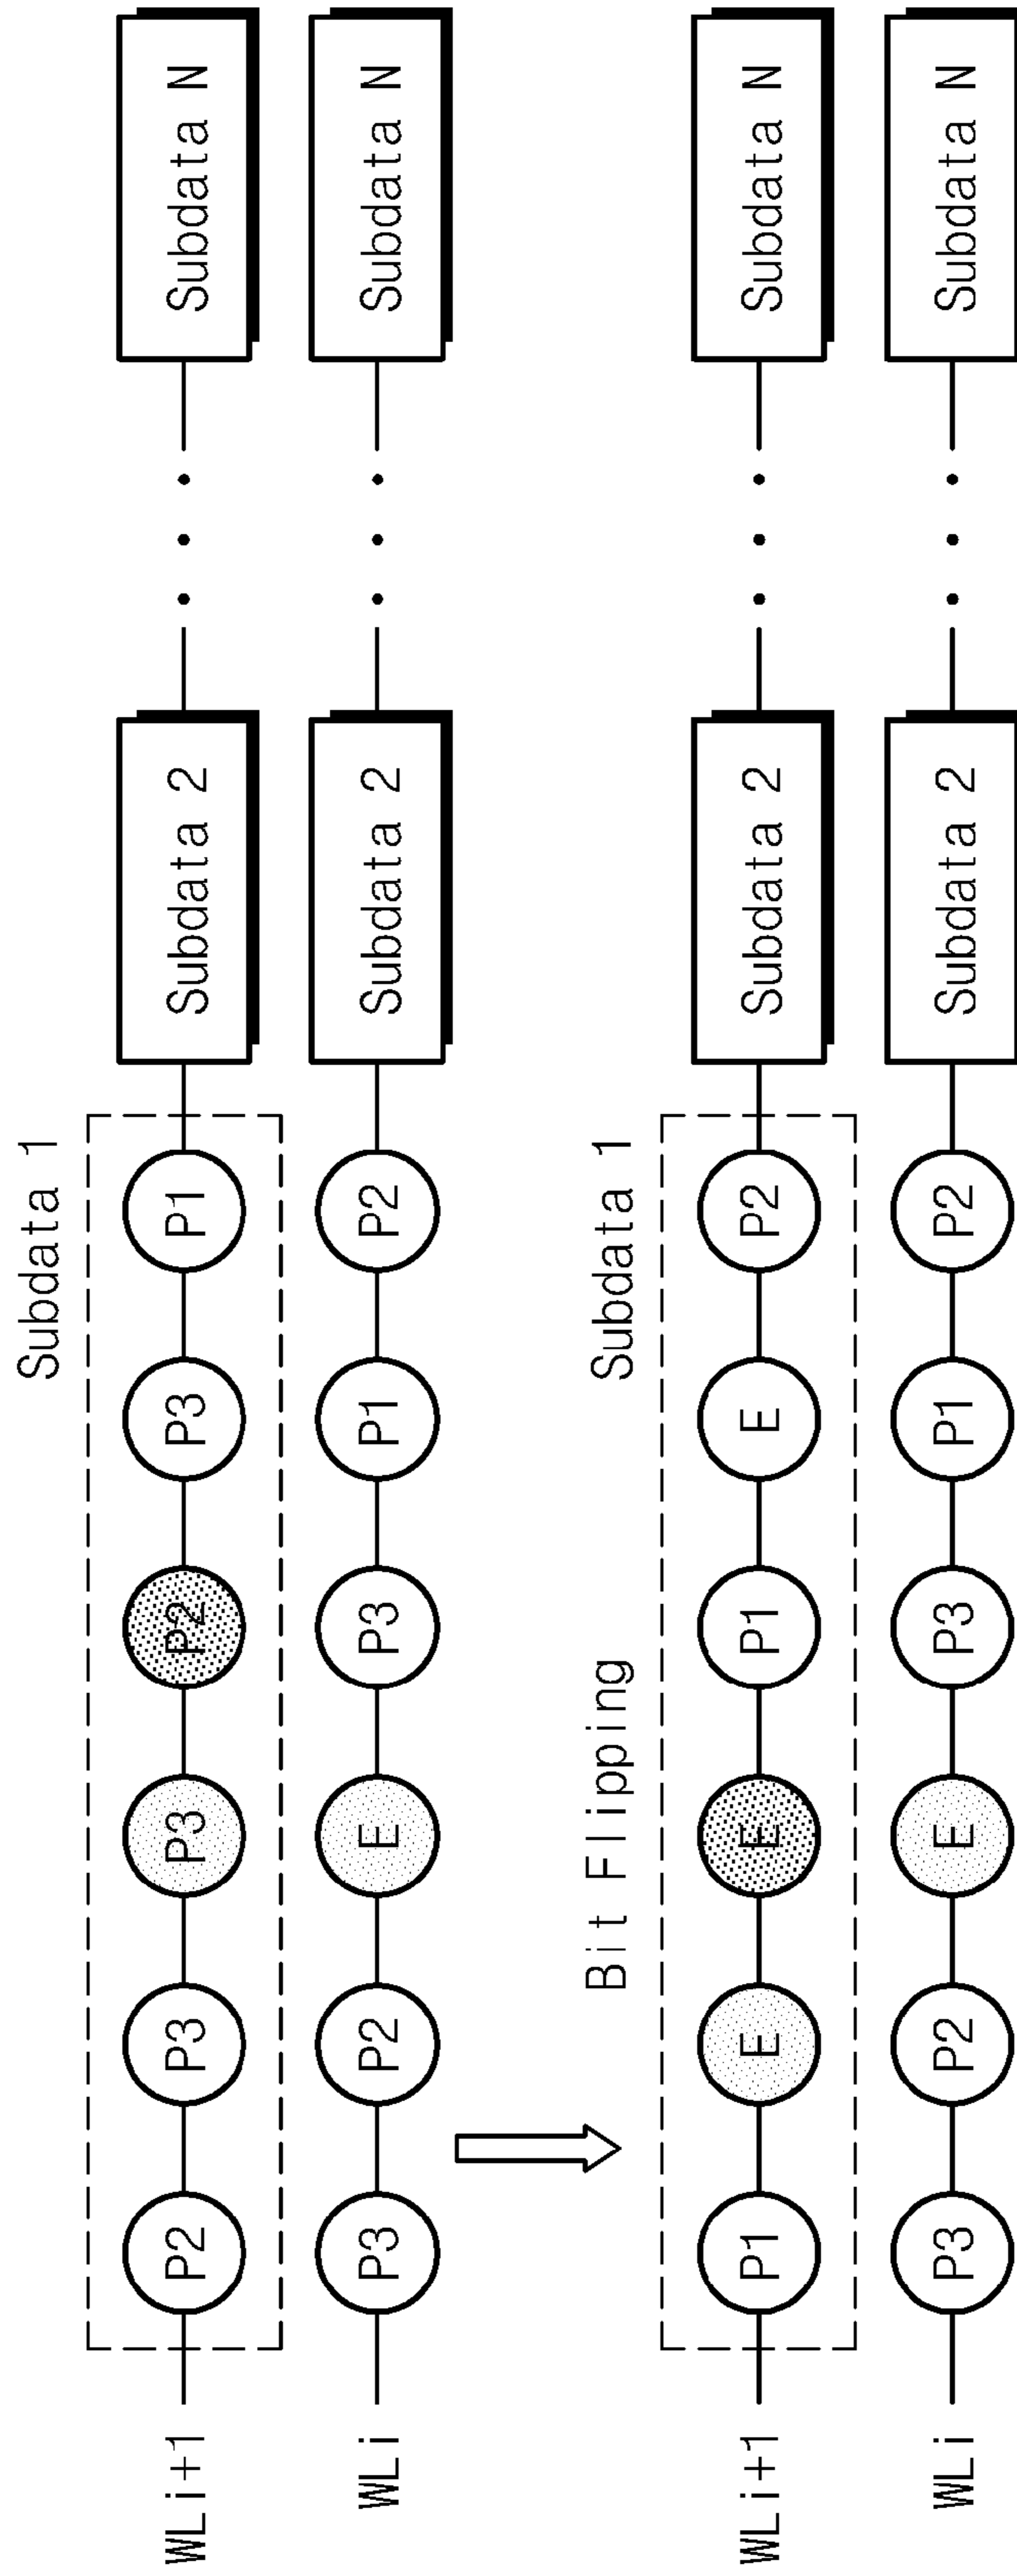 Subdata 1
WLi+1 P2 P3 P3 P2 P3 P1 Subdata 2 Subdata N
WLi P3 P2 E P3 P1 P2 Subdata 2 Subdata N
Bit Flipping
Subdata 1
WLi+1 P1 E E P1 E P2 Subdata 2 Subdata N
WLi P3 P2 E P3 P1 P2 Subdata 2 Subdata N